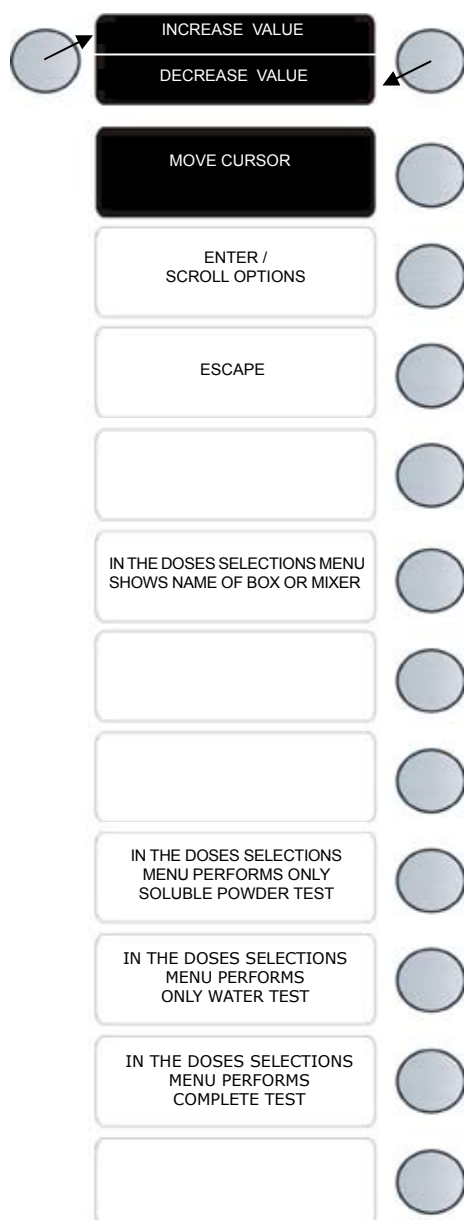 INCREASE VALUE
DECREASE VALUE
MOVE CURSOR
ENTER /
SCROLL OPTIONS
ESCAPE
IN THE DOSES SELECTIONS MENU
SHOWS NAME OF BOX OR MIXER
IN THE DOSES SELECTIONS
MENU PERFORMS ONLY
SOLUBLE POWDER TEST
IN THE DOSES SELECTIONS
MENU PERFORMS
ONLY WATER TEST
IN THE DOSES SELECTIONS
MENU PERFORMS
COMPLETE TEST